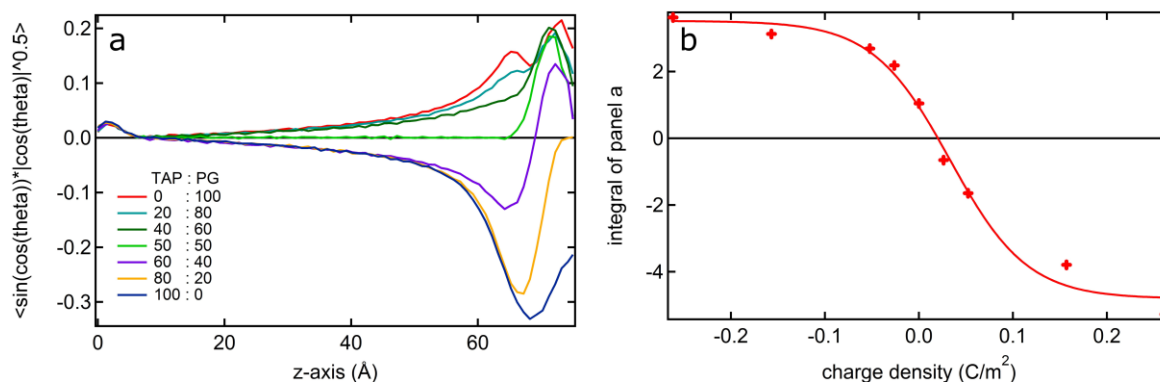 a
<sin(cos(theta))*|cos(theta)|^0.5>
0.2
0.1
0.0
-0.1
-0.2
-0.3
TAP : PG
0 : 100
20 : 80
40 : 60
50 : 50
60 : 40
80 : 20
100 : 0
0 20 40 60
z-axis (Å)
b
integral of panel a
2
0
-2
-4
-0.2 -0.1 0.0 0.1 0.2
charge density (C/m²)